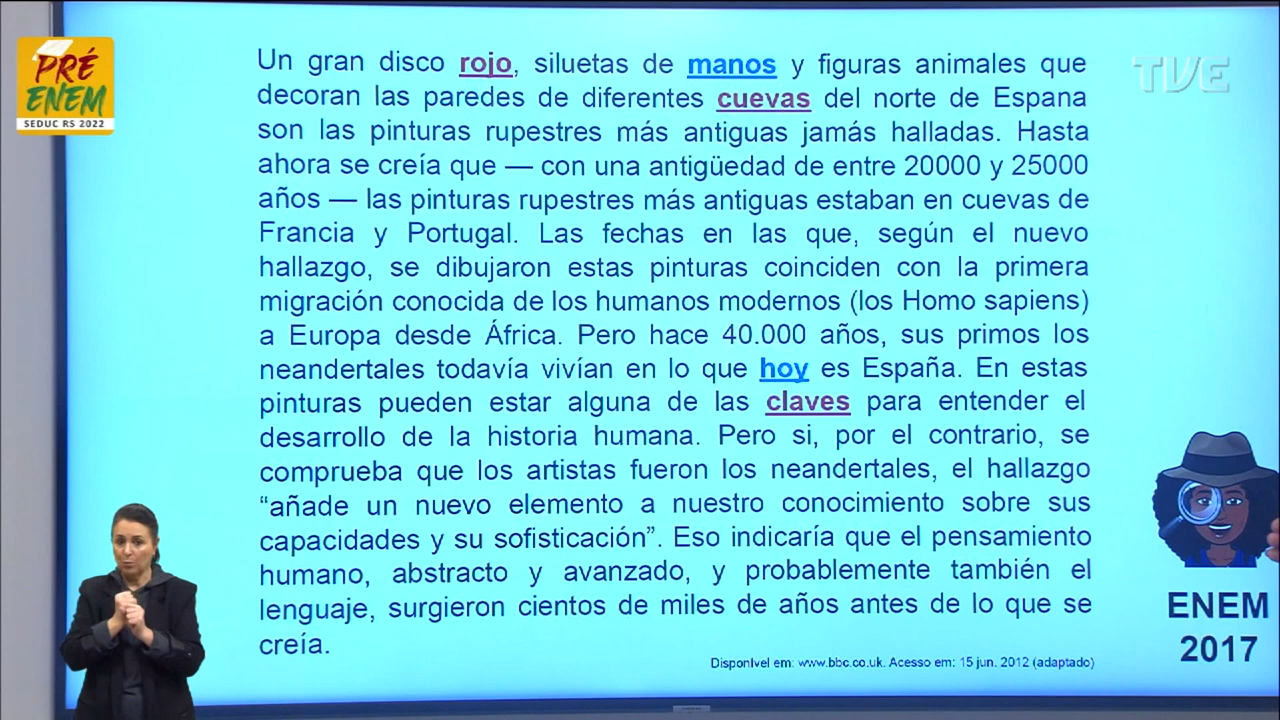 PRÉ
ENEM
SEDUC RS 2022
TVE
Un gran disco rojo, siluetas de manos y figuras animales que
decoran las paredes de diferentes cuevas del norte de Espana
son las pinturas rupestres más antiguas jamás halladas. Hasta
ahora se creía que — con una antigüedad de entre 20000 y 25000
años — las pinturas rupestres más antiguas estaban en cuevas de
Francia y Portugal. Las fechas en las que, según el nuevo
hallazgo, se dibujaron estas pinturas coinciden con la primera
migración conocida de los humanos modernos (los Homo sapiens)
a Europa desde África. Pero hace 40.000 años, sus primos los
neandertales todavía vivían en lo que hoy es España. En estas
pinturas pueden estar alguna de las claves para entender el
desarrollo de la historia humana. Pero si, por el contrario, se
comprueba que los artistas fueron los neandertales, el hallazgo
“añade un nuevo elemento a nuestro conocimiento sobre sus
capacidades y su sofisticación”. Eso indicaría que el pensamiento
humano, abstracto y avanzado, y probablemente también el
lenguaje, surgieron cientos de miles de años antes de lo que se
creía.
Disponível em: www.bbc.co.uk. Acesso em: 15 jun. 2012 (adaptado)
ENEM
2017